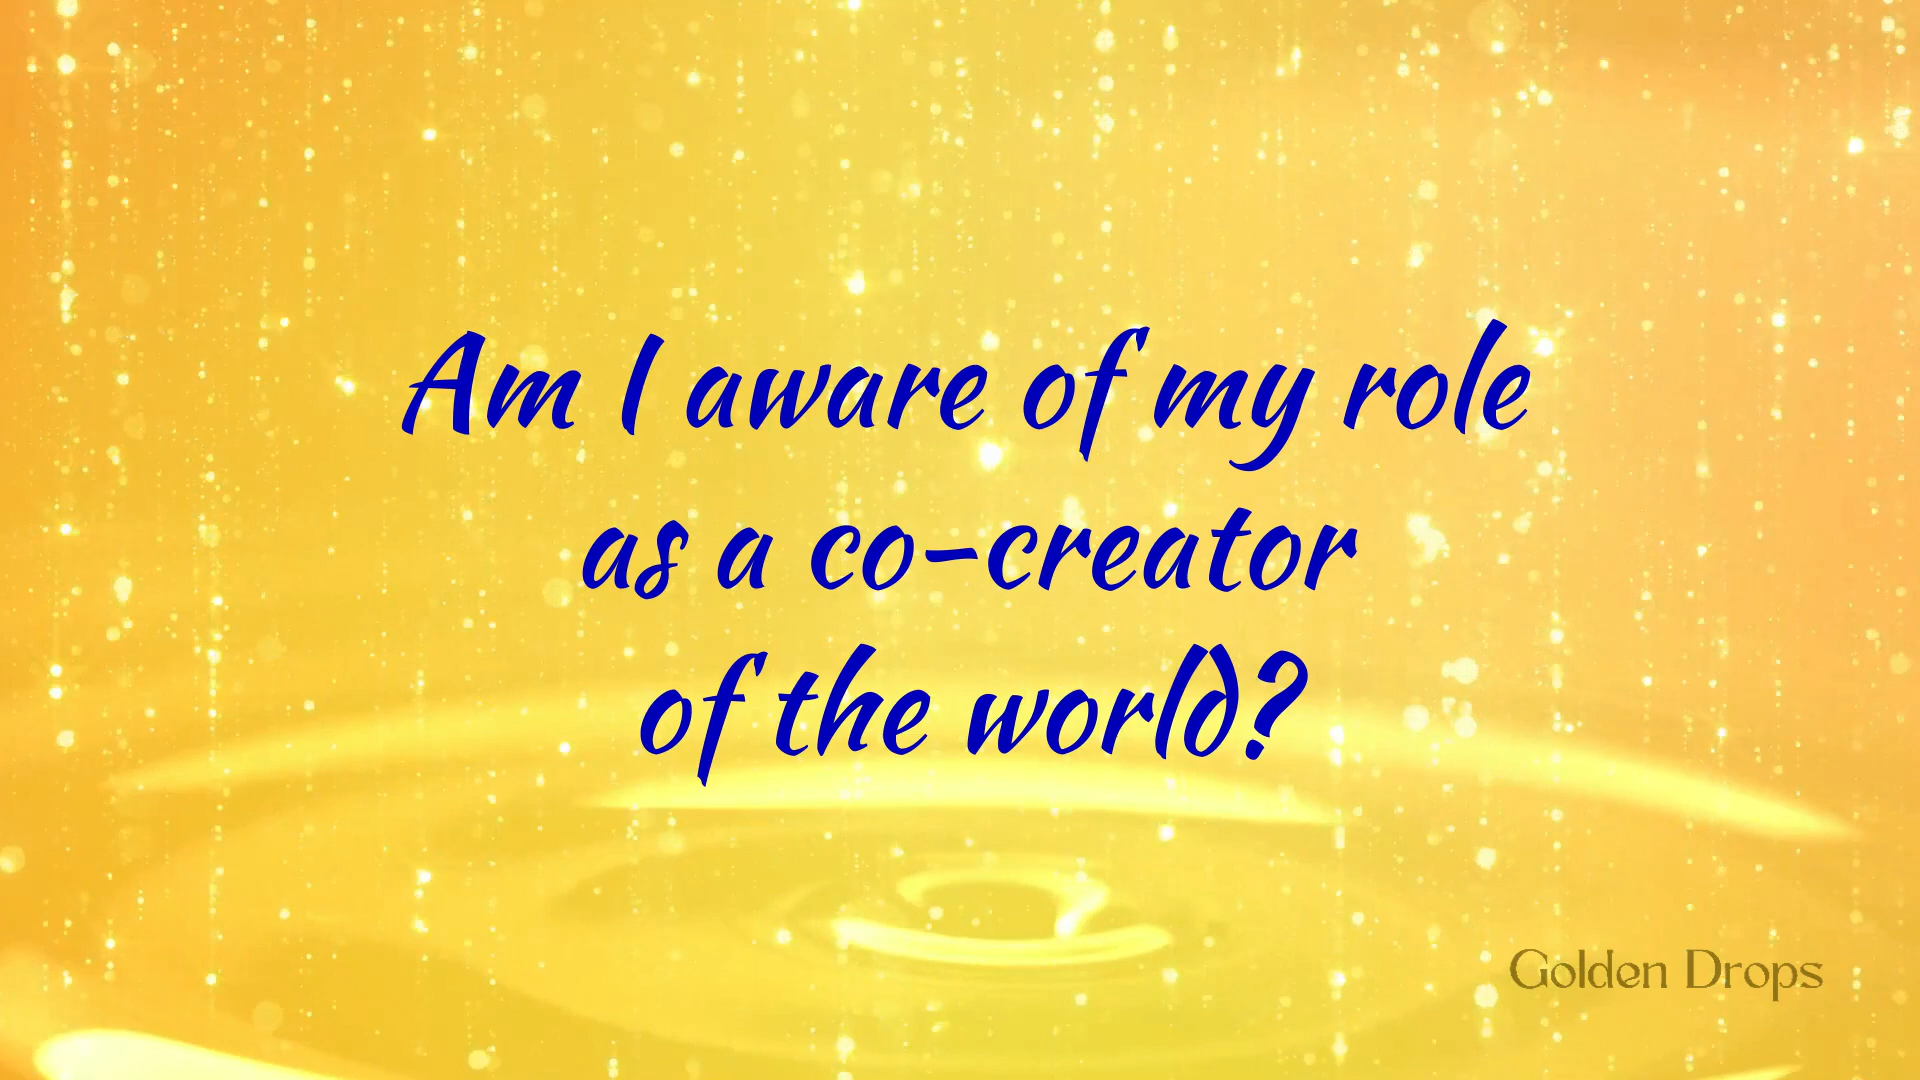 Am I aware of my role
as a co-creator
of the world?
Golden Drops